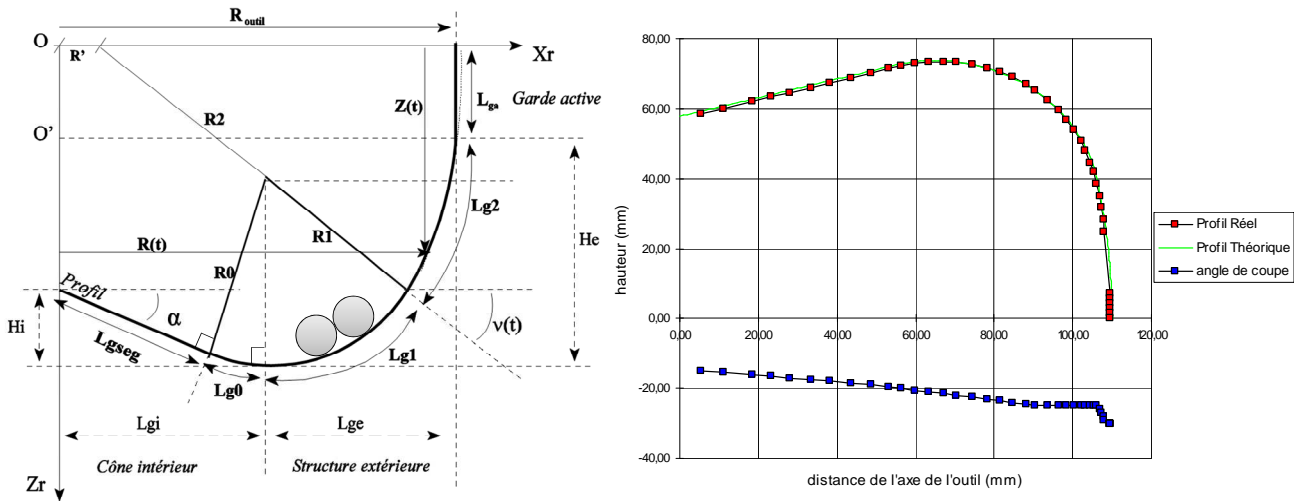 R outil
O
R'
Xr
Z(t)
Lga
Garde active
R2
O'
Lg2
R(t)
R1
He
R0
Profil
α
Hi
Lgseg
ν(t)
Lg1
Lg0
Lgi
Lge
Cône intérieur
Structure extérieure
Zr
80,00
60,00
40,00
20,00
0,00
-20,00
-40,00
0,00 20,00 40,00 60,00 80,00 100,00 120,00
hauteur (mm)
distance de l'axe de l'outil (mm)
Profil Réel
Profil Théorique
angle de coupe